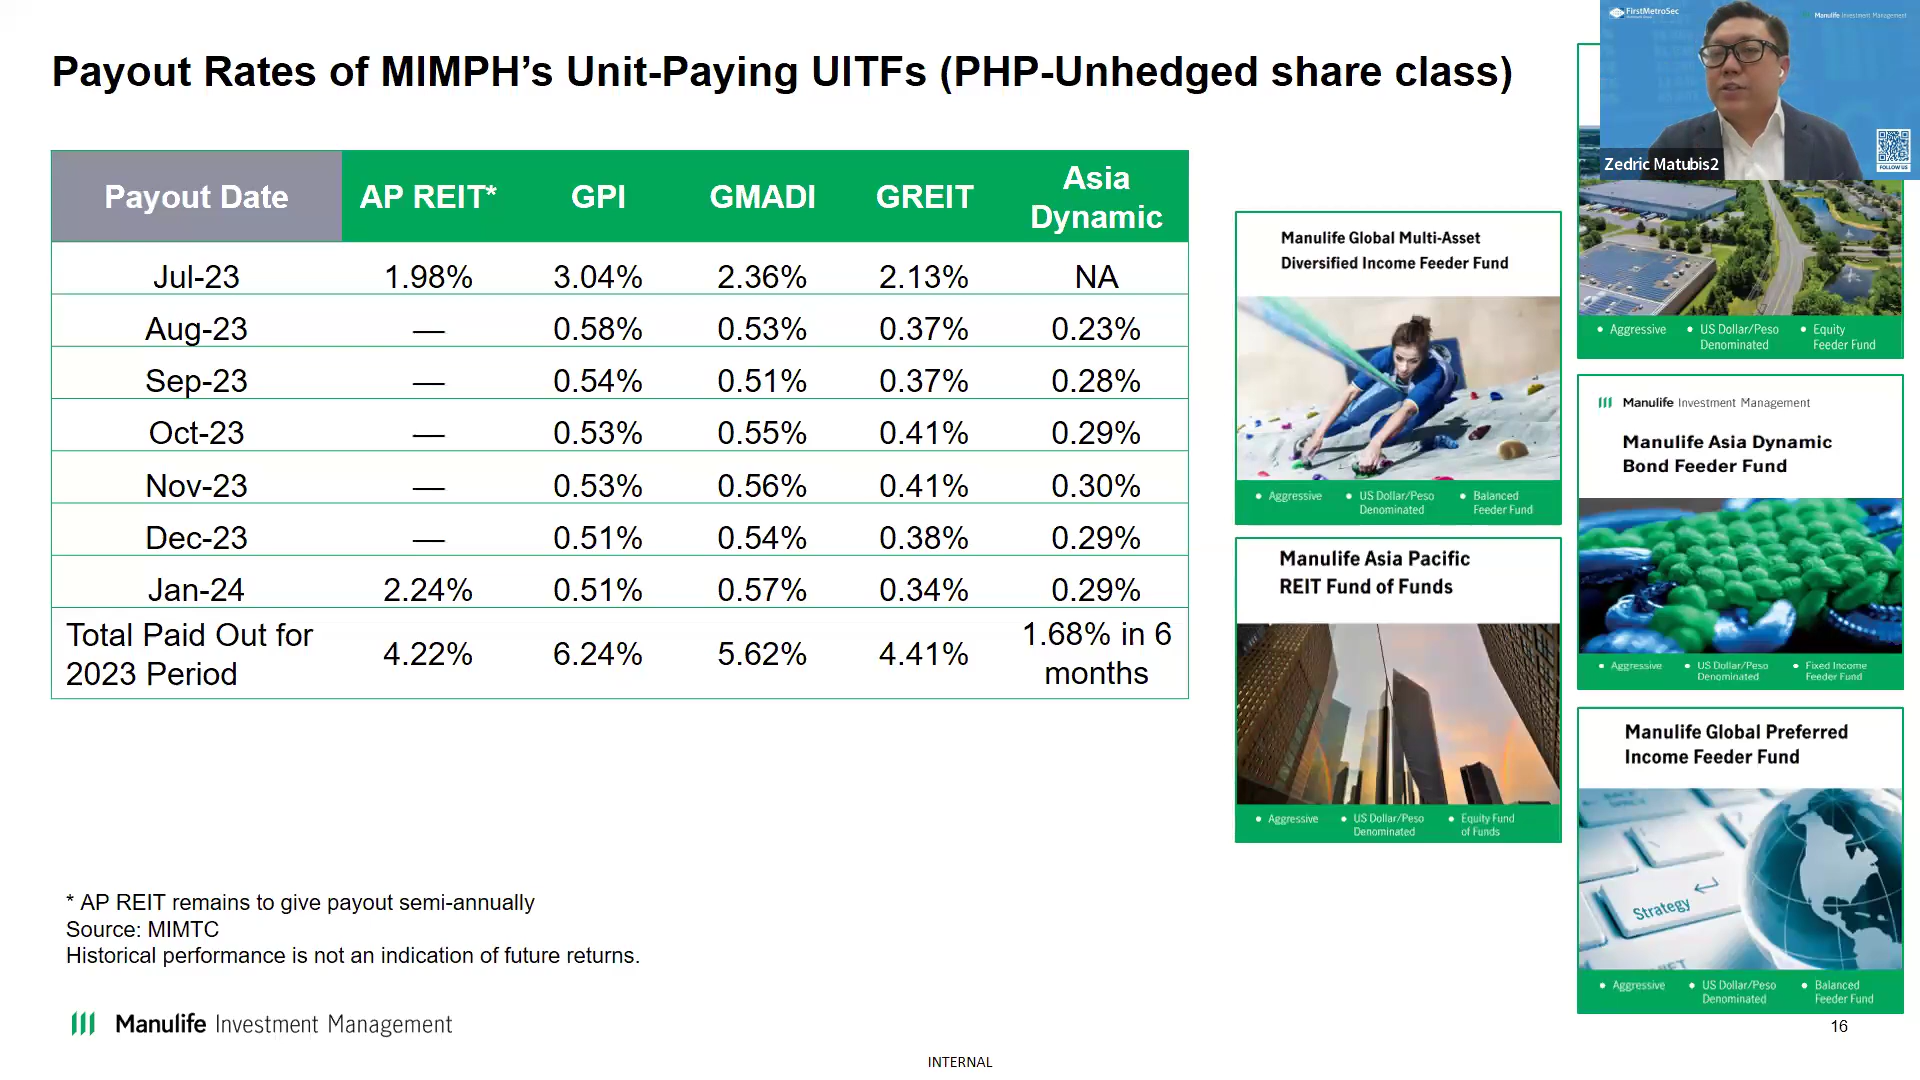 Payout Rates of MIMPH's Unit-Paying UITFs (PHP-Unhedged share class)
Payout Date AP REIT* GPI GMADI GREIT Asia Dynamic
Jul-23 1.98% 3.04% 2.36% 2.13% NA
Aug-23 — 0.58% 0.53% 0.37% 0.23%
Sep-23 — 0.54% 0.51% 0.37% 0.28%
Oct-23 — 0.53% 0.55% 0.41% 0.29%
Nov-23 — 0.53% 0.56% 0.41% 0.30%
Dec-23 — 0.51% 0.54% 0.38% 0.29%
Jan-24 2.24% 0.51% 0.57% 0.34% 0.29%
Total Paid Out for 2023 Period 4.22% 6.24% 5.62% 4.41% 1.68% in 6 months
* AP REIT remains to give payout semi-annually
Source: MIMTC
Historical performance is not an indication of future returns.
Manulife Investment Management
INTERNAL
16
Manulife Global Multi-Asset
Diversified Income Feeder Fund
• Aggressive • US Dollar/Peso Denominated • Balanced Feeder Fund
Manulife Asia Pacific
REIT Fund of Funds
• Aggressive • US Dollar/Peso Denominated • Equity Fund of Funds
FirstMetroSec
Manulife Investment Management
Zedric Matubis2
FOLLOW US
• Aggressive • US Dollar/Peso Denominated • Equity Feeder Fund
Manulife Investment Management
Manulife Asia Dynamic
Bond Feeder Fund
• Aggressive • US Dollar/Peso Denominated • Fixed Income Feeder Fund
Manulife Global Preferred
Income Feeder Fund
Strategy
• Aggressive • US Dollar/Peso Denominated • Balanced Feeder Fund